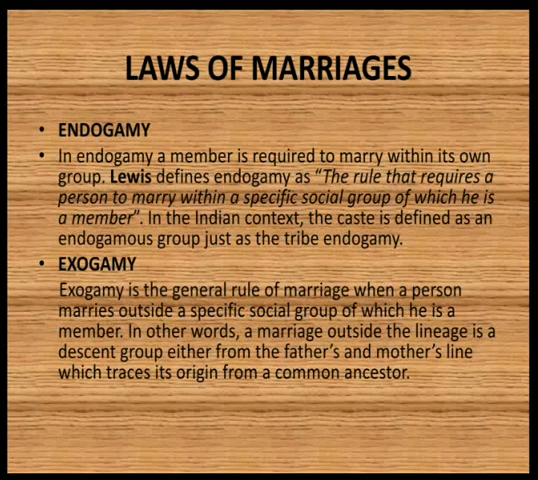 LAWS OF MARRIAGES
• ENDOGAMY
• In endogamy a member is required to marry within its own
group. Lewis defines endogamy as “The rule that requires a
person to marry within a specific social group of which he is
a member”. In the Indian context, the caste is defined as an
endogamous group just as the tribe endogamy.
• EXOGAMY
Exogamy is the general rule of marriage when a person
marries outside a specific social group of which he is a
member. In other words, a marriage outside the lineage is a
descent group either from the father’s and mother’s line
which traces its origin from a common ancestor.